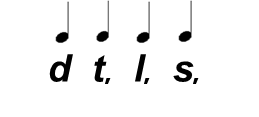 d t, l, s,